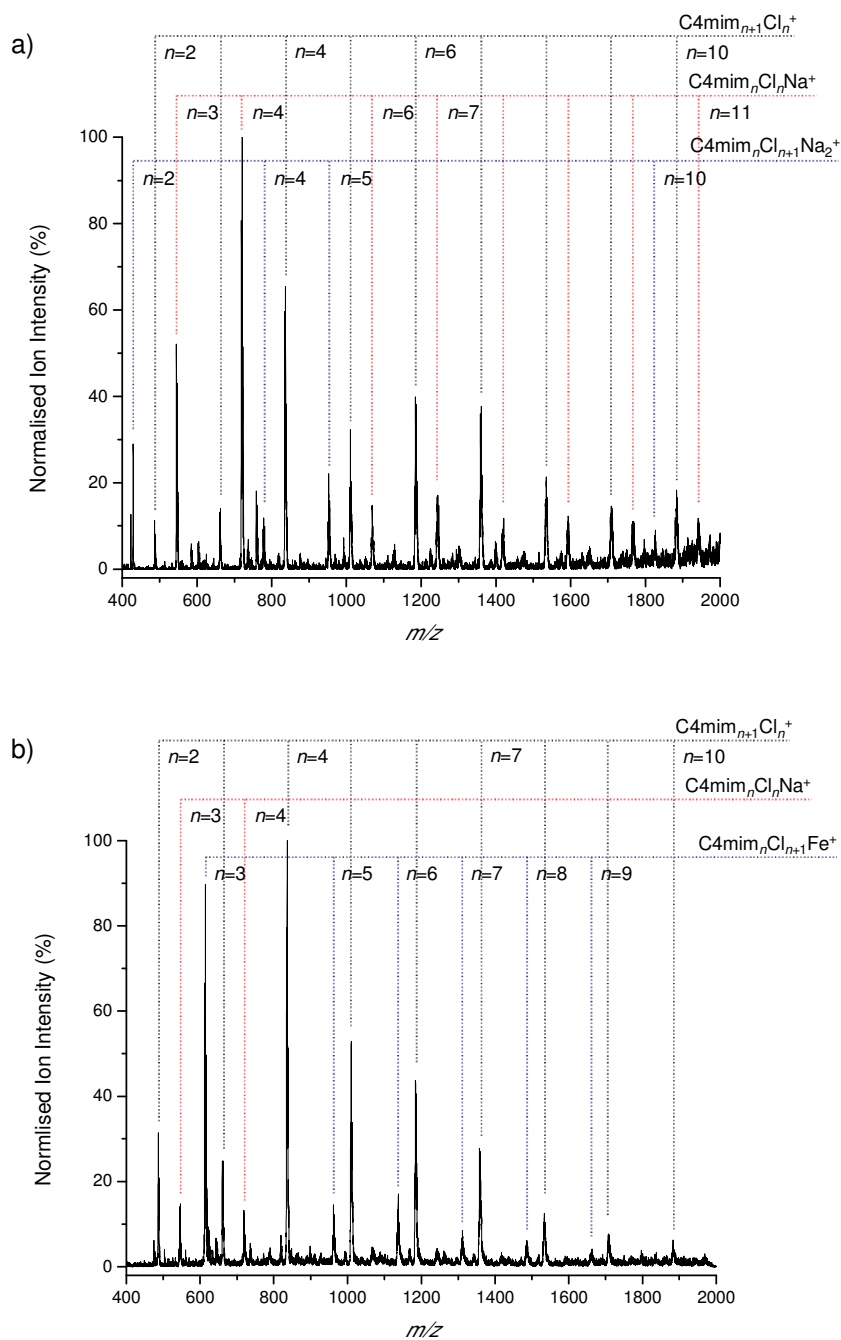 a)
C4mimₙ₊₁Clₙ⁺
n=2 n=4 n=6 n=10
C4mimₙClₙNa⁺
n=3 n=4 n=6 n=7 n=11
C4mimₙClₙ₊₁Na₂⁺
n=2 n=4 n=5 n=10
100
80
60
40
20
0
Normalised Ion Intensity (%)
400 600 800 1000 1200 1400 1600 1800 2000
m/z
b)
C4mimₙ₊₁Clₙ⁺
n=2 n=4 n=7 n=10
C4mimₙClₙNa⁺
n=3 n=4
C4mimₙClₙ₊₁Fe⁺
n=3 n=5 n=6 n=7 n=8 n=9
100
80
60
40
20
0
Normlised Ion Intensity (%)
400 600 800 1000 1200 1400 1600 1800 2000
m/z